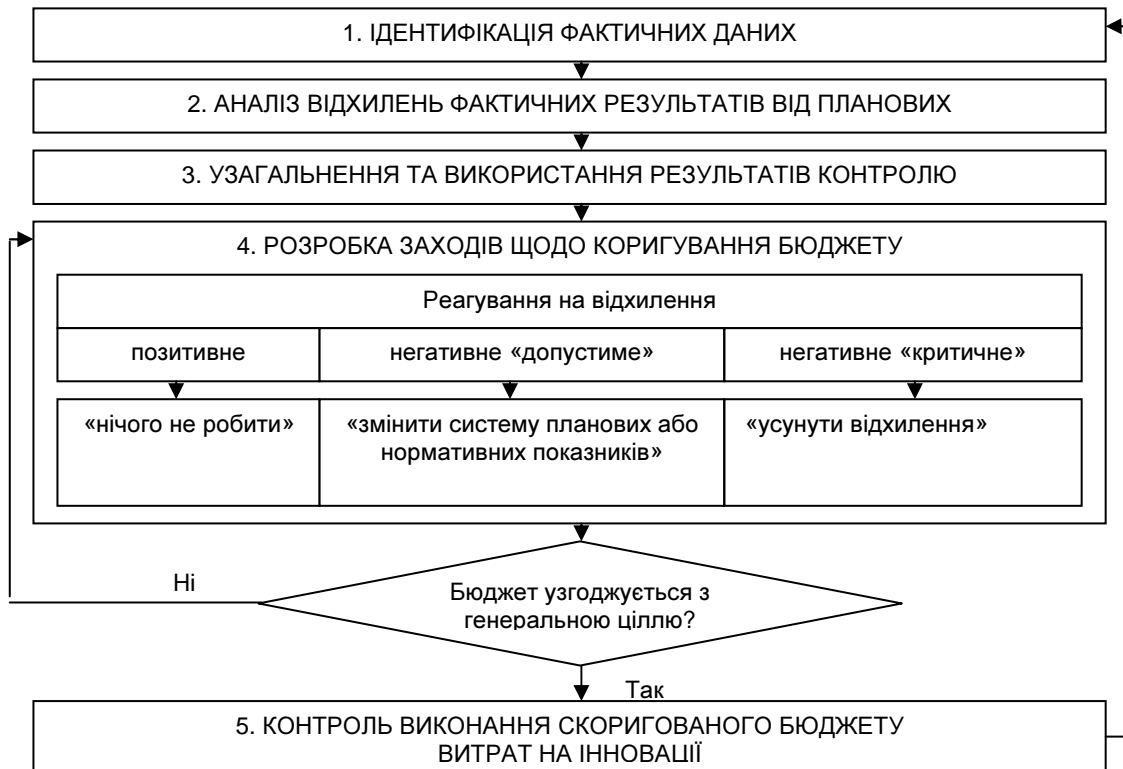 1. ІДЕНТИФІКАЦІЯ ФАКТИЧНИХ ДАНИХ
2. АНАЛІЗ ВІДХИЛЕНЬ ФАКТИЧНИХ РЕЗУЛЬТАТІВ ВІД ПЛАНОВИХ
3. УЗАГАЛЬНЕННЯ ТА ВИКОРИСТАННЯ РЕЗУЛЬТАТІВ КОНТРОЛЮ
4. РОЗРОБКА ЗАХОДІВ ЩОДО КОРИГУВАННЯ БЮДЖЕТУ
Реагування на відхилення
позитивне
негативне «допустиме»
негативне «критичне»
«нічого не робити»
«змінити систему планових або
нормативних показників»
«усунути відхилення»
Ні
Бюджет узгоджується з
генеральною ціллю?
Так
5. КОНТРОЛЬ ВИКОНАННЯ СКОРИГОВАНОГО БЮДЖЕТУ
ВИТРАТ НА ІННОВАЦІЇ